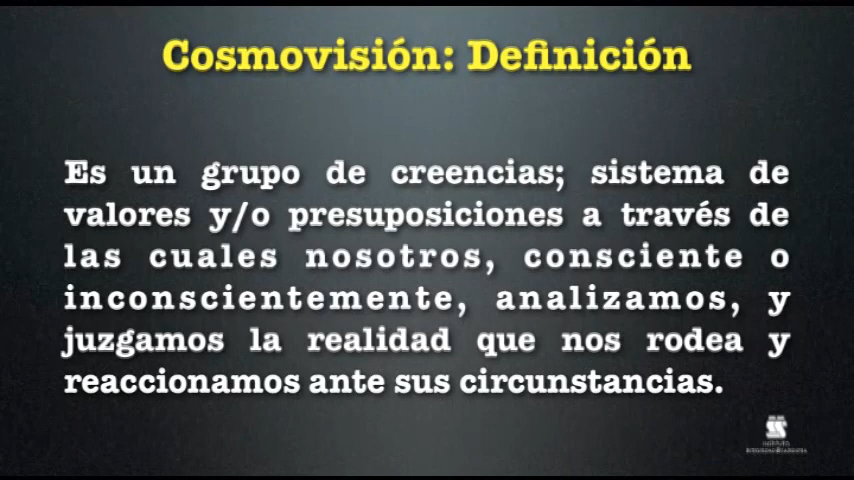 Cosmovisión: Definición
Es un grupo de creencias; sistema de
valores y/o presuposiciones a través de
las cuales nosotros, consciente o
inconscientemente, analizamos, y
juzgamos la realidad que nos rodea y
reaccionamos ante sus circunstancias.